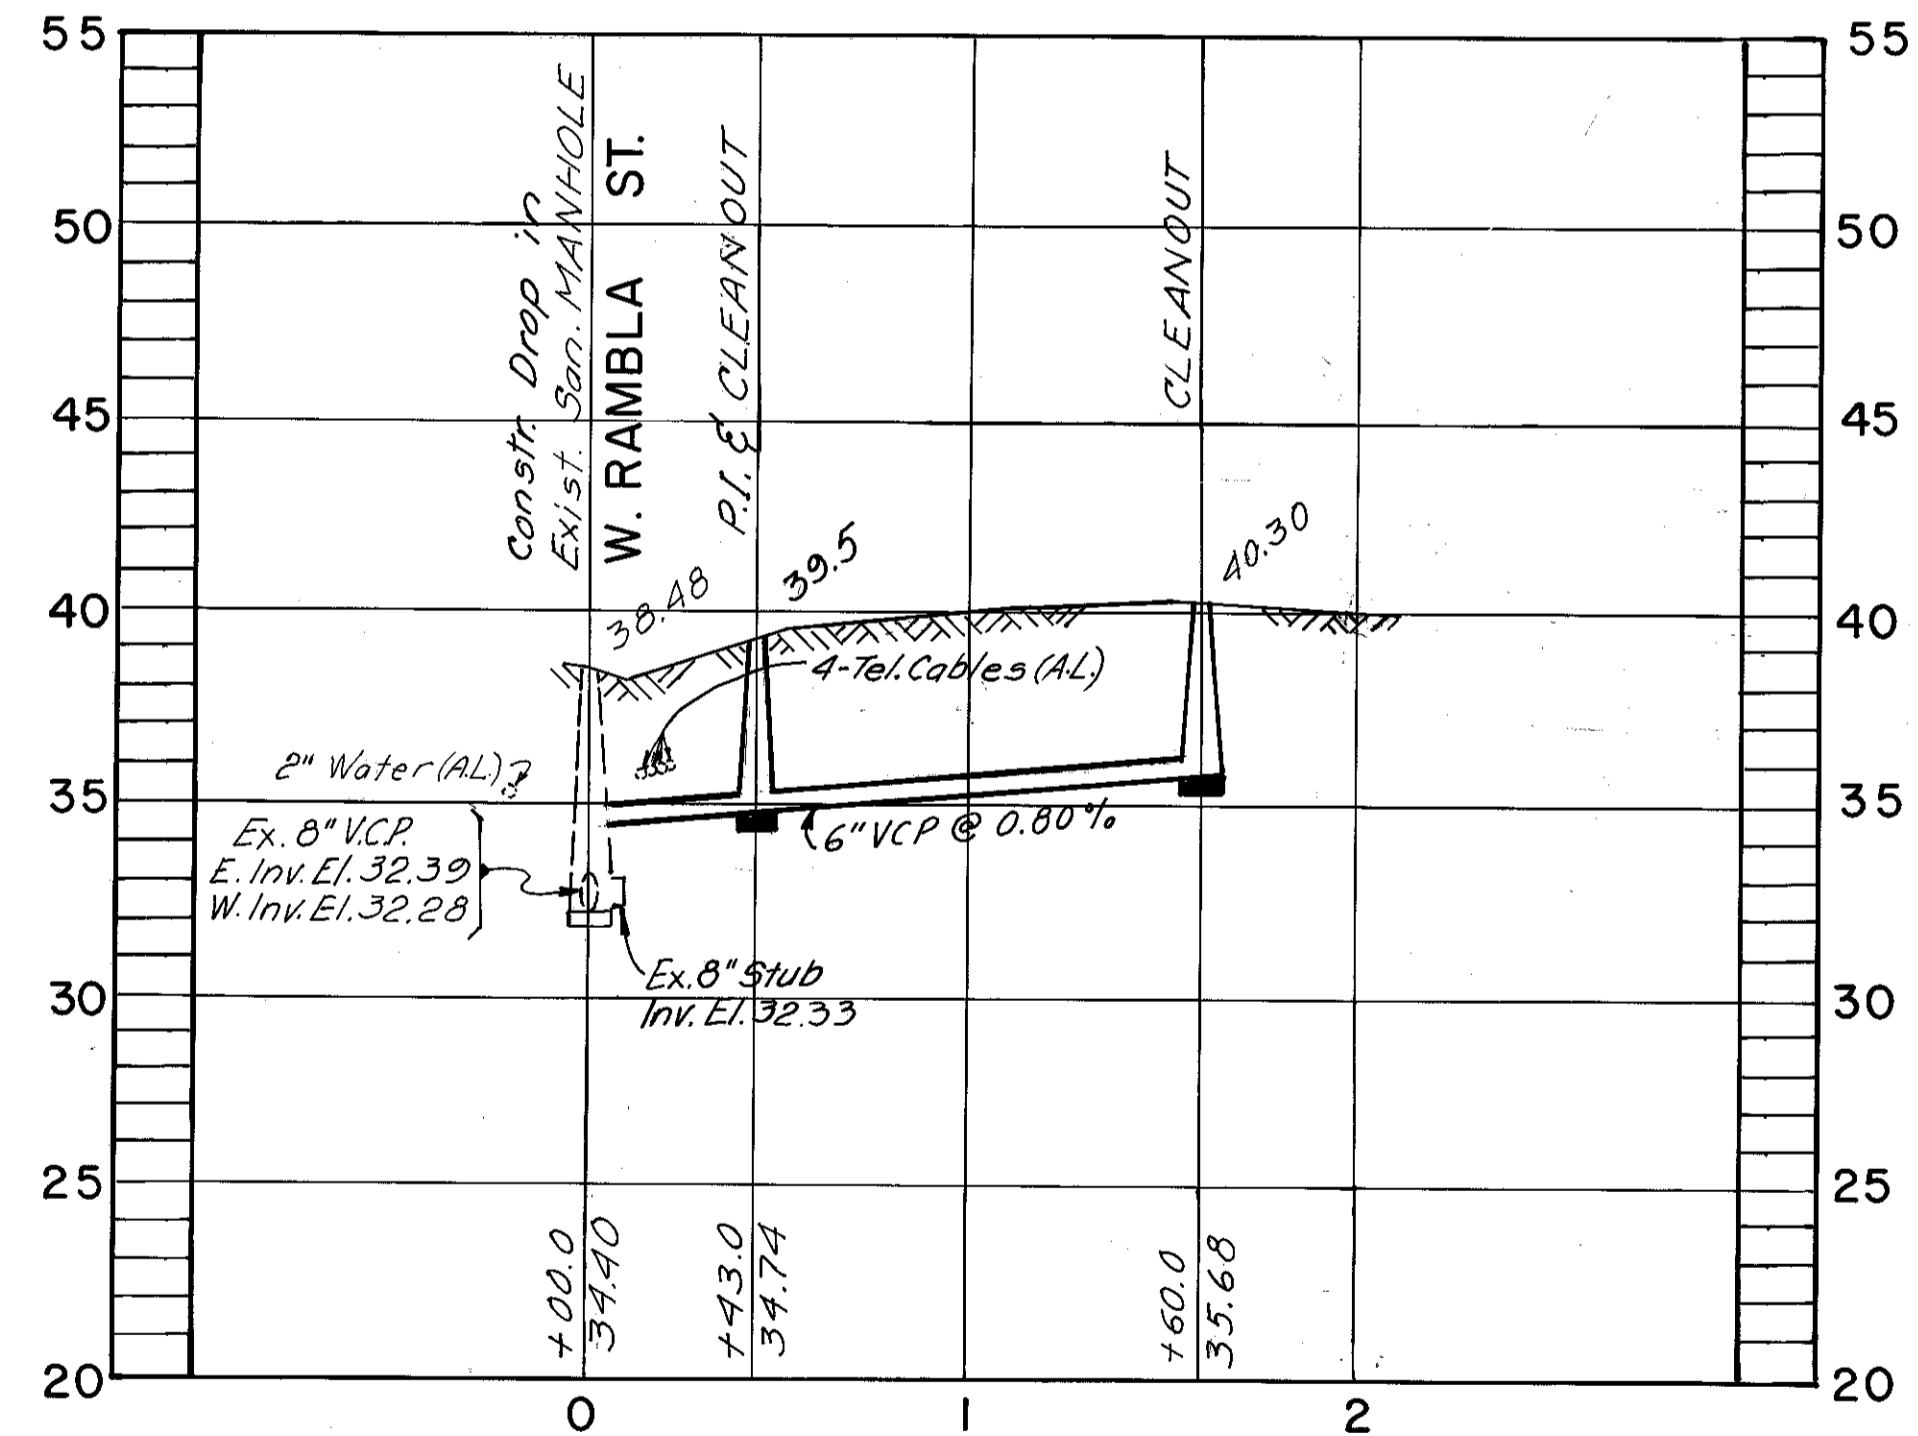 55
50
45
40
35
30
25
20
55
50
45
40
35
30
25
20
Constr. Drop in
Exist. San. MANHOLE
W. RAMBLA ST.
P.I. & CLEANOUT
CLEANOUT
38.48
39.5
40.30
4-Tel. Cables (A.L.)
2" Water (A.L.)
Ex. 8" V.C.P.
E. Inv. El. 32.39
W. Inv. El. 32.28
6" VCP @ 0.80%
Ex. 8" Stub
Inv. El. 32.33
+00.0
34.40
+43.0
34.74
+60.0
35.68
0
1
2